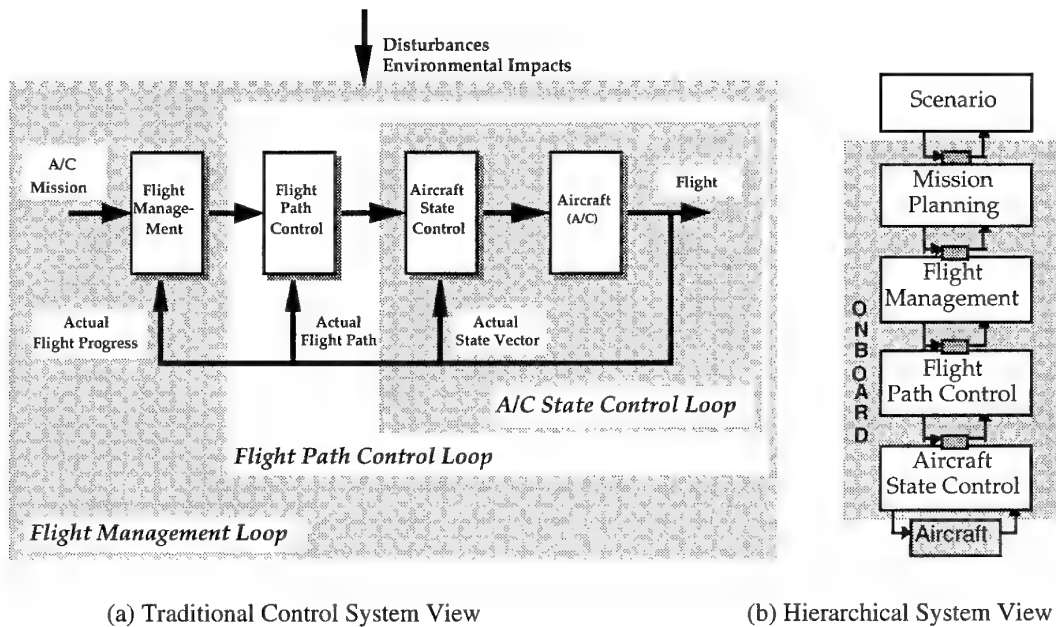 Disturbances
Environmental Impacts
A/C
Mission
Flight
Manage-
Ment
Flight
Path
Control
Aircraft
State
Control
Aircraft
(A/C)
Flight
Actual
Flight Progress
Actual
Flight Path
Actual
State Vector
A/C State Control Loop
Flight Path Control Loop
Flight Management Loop
(a) Traditional Control System View
Scenario
Mission
Planning
Flight
Management
Flight
Path Control
Aircraft
State Control
Aircraft
ONBOARD
(b) Hierarchical System View